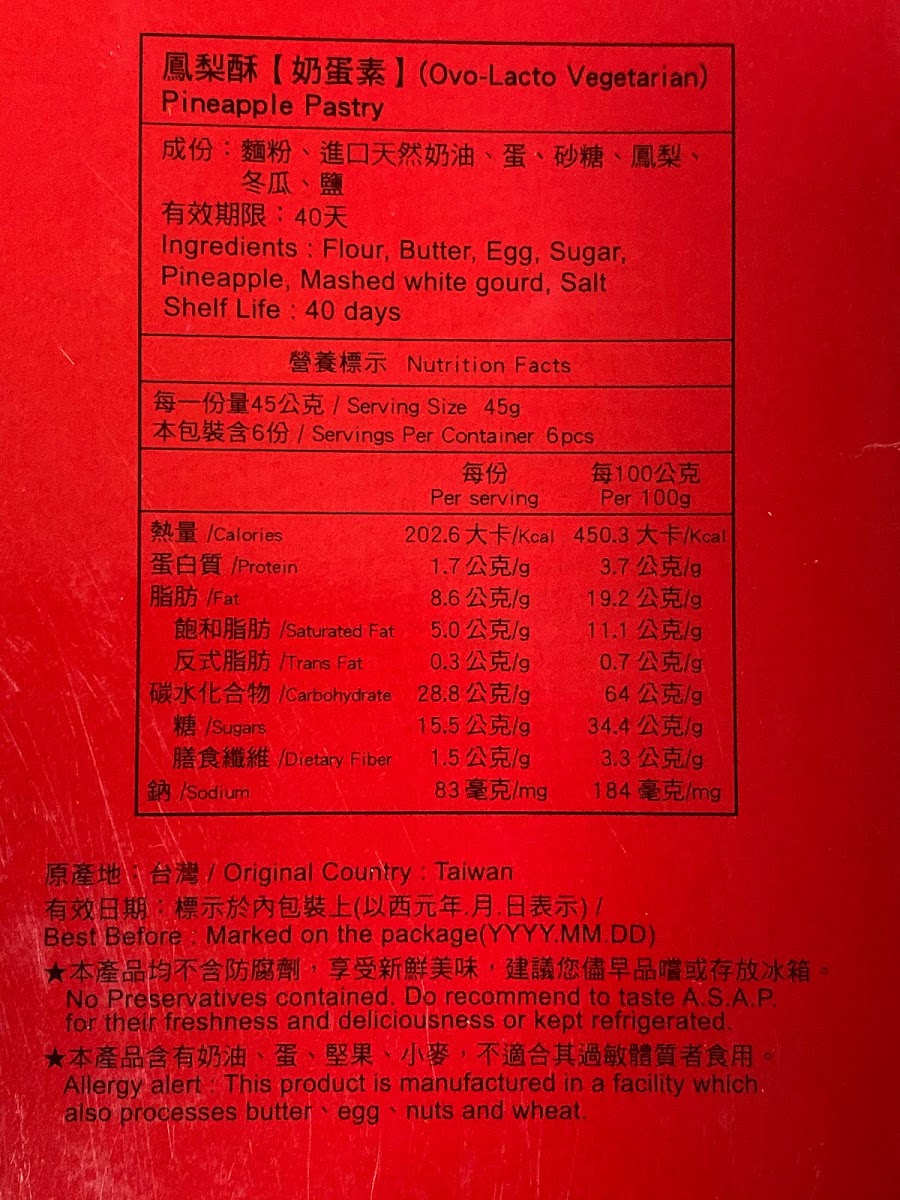 鳳梨酥【奶蛋素】(Ovo-Lacto Vegetarian)
Pineapple Pastry
成份：麵粉、進口天然奶油、蛋、砂糖、鳳梨、
冬瓜、鹽
有效期限：40天
Ingredients : Flour, Butter, Egg, Sugar,
Pineapple, Mashed white gourd, Salt
Shelf Life : 40 days
營養標示 Nutrition Facts
每一份量45公克 / Serving Size 45g
本包裝含6份 / Servings Per Container 6pcs
每份 每100公克
Per serving Per 100g
熱量 /Calories 202.6 大卡/Kcal 450.3 大卡/Kcal
蛋白質 /Protein 1.7 公克/g 3.7 公克/g
脂肪 /Fat 8.6 公克/g 19.2 公克/g
飽和脂肪 /Saturated Fat 5.0 公克/g 11.1 公克/g
反式脂肪 /Trans Fat 0.3 公克/g 0.7 公克/g
碳水化合物 /Carbohydrate 28.8 公克/g 64 公克/g
糖 /Sugars 15.5 公克/g 34.4 公克/g
膳食纖維 /Dietary Fiber 1.5 公克/g 3.3 公克/g
鈉 /Sodium 83 毫克/mg 184 毫克/mg
原產地：台灣 / Original Country : Taiwan
有效日期：標示於內包裝上(以西元年.月.日表示) /
Best Before : Marked on the package(YYYY.MM.DD)
★本產品均不含防腐劑，享受新鮮美味，建議您儘早品嚐或存放冰箱。
No Preservatives contained. Do recommend to taste A.S.A.P.
for their freshness and deliciousness or kept refrigerated.
★本產品含有奶油、蛋、堅果、小麥，不適合其過敏體質者食用。
Allergy alert : This product is manufactured in a facility which
also processes butter、egg、nuts and wheat.